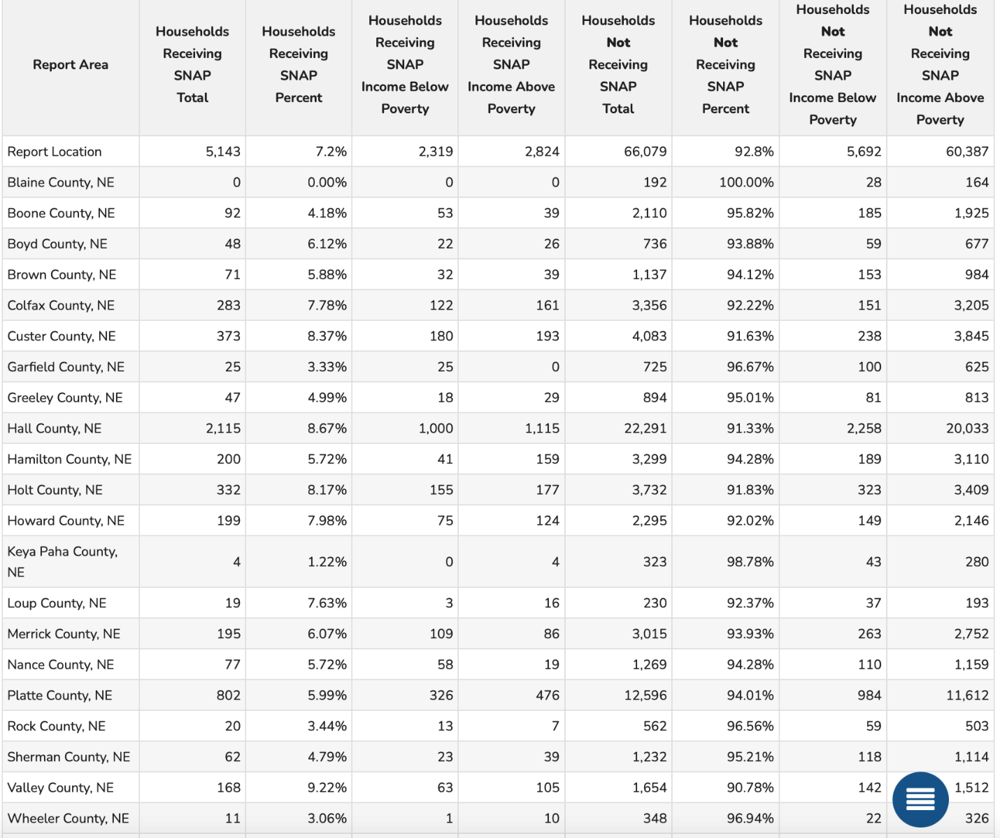 Report Area
Households
Receiving
SNAP
Total
Households
Receiving
SNAP
Percent
Households
Receiving
SNAP
Income Below
Poverty
Households
Receiving
SNAP
Income Above
Poverty
Households
Not
Receiving
SNAP
Total
Households
Not
Receiving
SNAP
Percent
Households
Not
Receiving
SNAP
Income Below
Poverty
Households
Not
Receiving
SNAP
Income Above
Poverty
Report Location 5,143 7.2% 2,319 2,824 66,079 92.8% 5,692 60,387
Blaine County, NE 0 0.00% 0 0 192 100.00% 28 164
Boone County, NE 92 4.18% 53 39 2,110 95.82% 185 1,925
Boyd County, NE 48 6.12% 22 26 736 93.88% 59 677
Brown County, NE 71 5.88% 32 39 1,137 94.12% 153 984
Colfax County, NE 283 7.78% 122 161 3,356 92.22% 151 3,205
Custer County, NE 373 8.37% 180 193 4,083 91.63% 238 3,845
Garfield County, NE 25 3.33% 25 0 725 96.67% 100 625
Greeley County, NE 47 4.99% 18 29 894 95.01% 81 813
Hall County, NE 2,115 8.67% 1,000 1,115 22,291 91.33% 2,258 20,033
Hamilton County, NE 200 5.72% 41 159 3,299 94.28% 189 3,110
Holt County, NE 332 8.17% 155 177 3,732 91.83% 323 3,409
Howard County, NE 199 7.98% 75 124 2,295 92.02% 149 2,146
Keya Paha County,
NE 4 1.22% 0 4 323 98.78% 43 280
Loup County, NE 19 7.63% 3 16 230 92.37% 37 193
Merrick County, NE 195 6.07% 109 86 3,015 93.93% 263 2,752
Nance County, NE 77 5.72% 58 19 1,269 94.28% 110 1,159
Platte County, NE 802 5.99% 326 476 12,596 94.01% 984 11,612
Rock County, NE 20 3.44% 13 7 562 96.56% 59 503
Sherman County, NE 62 4.79% 23 39 1,232 95.21% 118 1,114
Valley County, NE 168 9.22% 63 105 1,654 90.78% 142 1,512
Wheeler County, NE 11 3.06% 1 10 348 96.94% 22 326